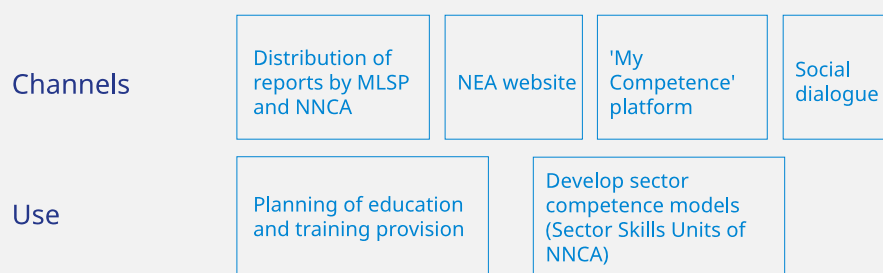 Channels
Distribution of
reports by MLSP
and NNCA
NEA website
'My
Competence'
platform
Social
dialogue
Use
Planning of education
and training provision
Develop sector
competence models
(Sector Skills Units of
NNCA)